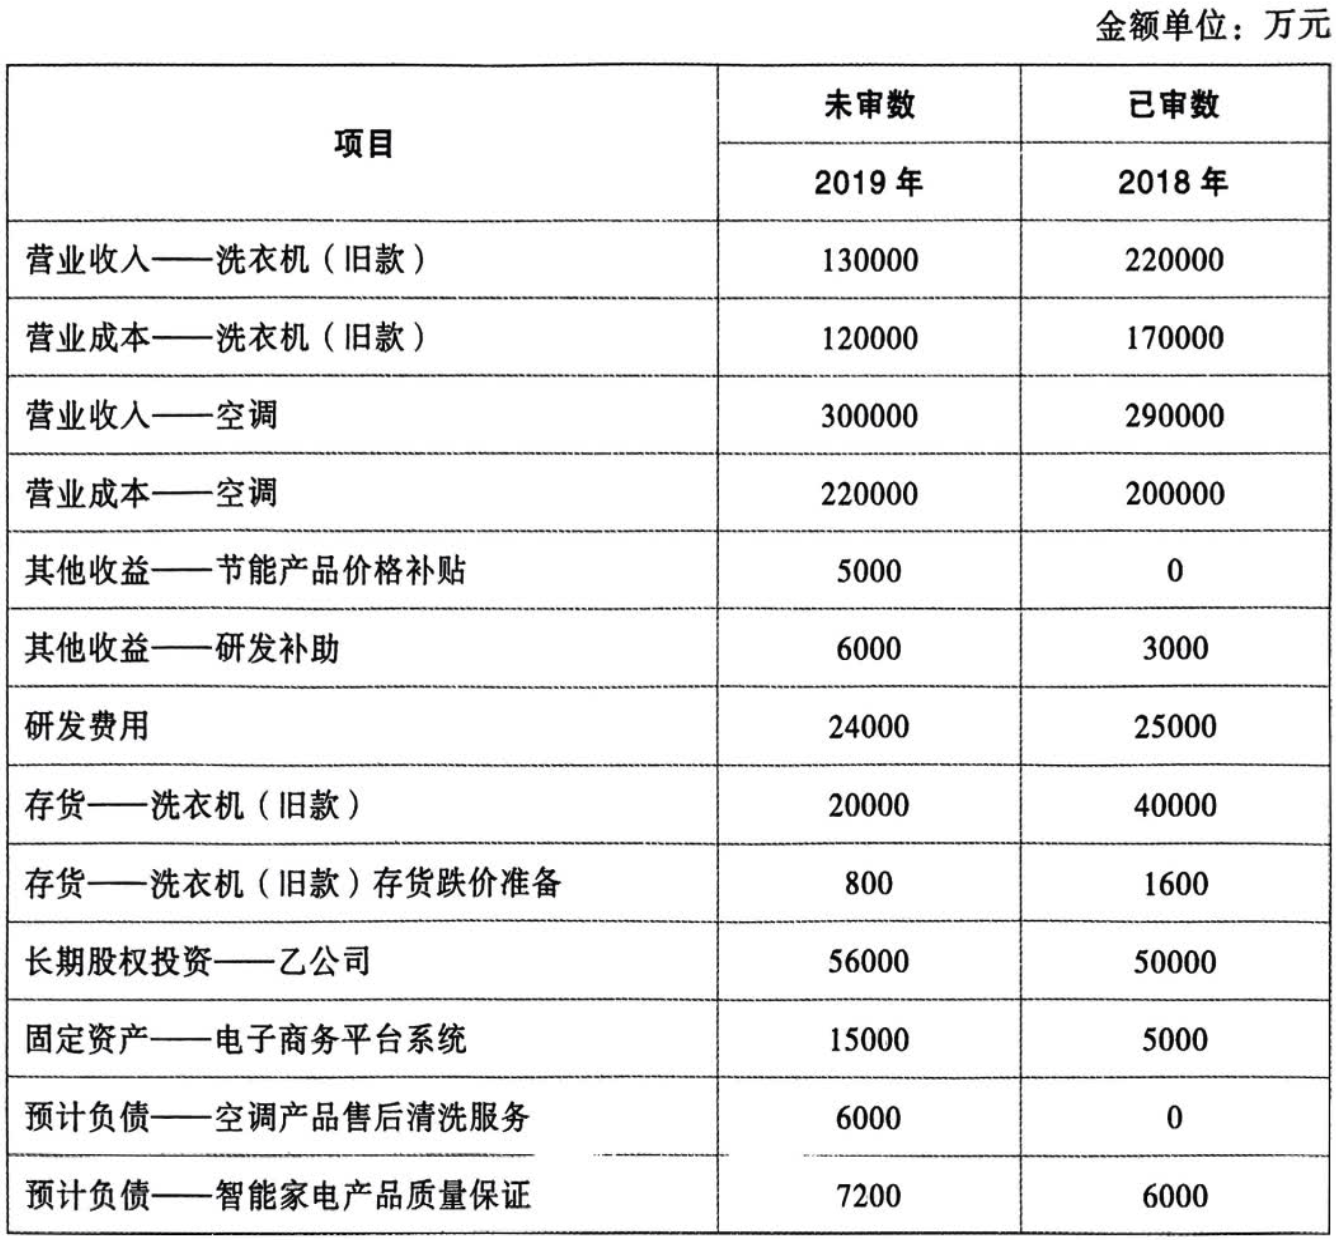 金额单位：万元
项目 未审数 已审数
2019 年 2018 年
营业收入——洗衣机（旧款） 130000 220000
营业成本——洗衣机（旧款） 120000 170000
营业收入——空调 300000 290000
营业成本——空调 220000 200000
其他收益——节能产品价格补贴 5000 0
其他收益——研发补助 6000 3000
研发费用 24000 25000
存货——洗衣机（旧款） 20000 40000
存货——洗衣机（旧款）存货跌价准备 800 1600
长期股权投资——乙公司 56000 50000
固定资产——电子商务平台系统 15000 5000
预计负债——空调产品售后清洗服务 6000 0
预计负债——智能家电产品质量保证 7200 6000